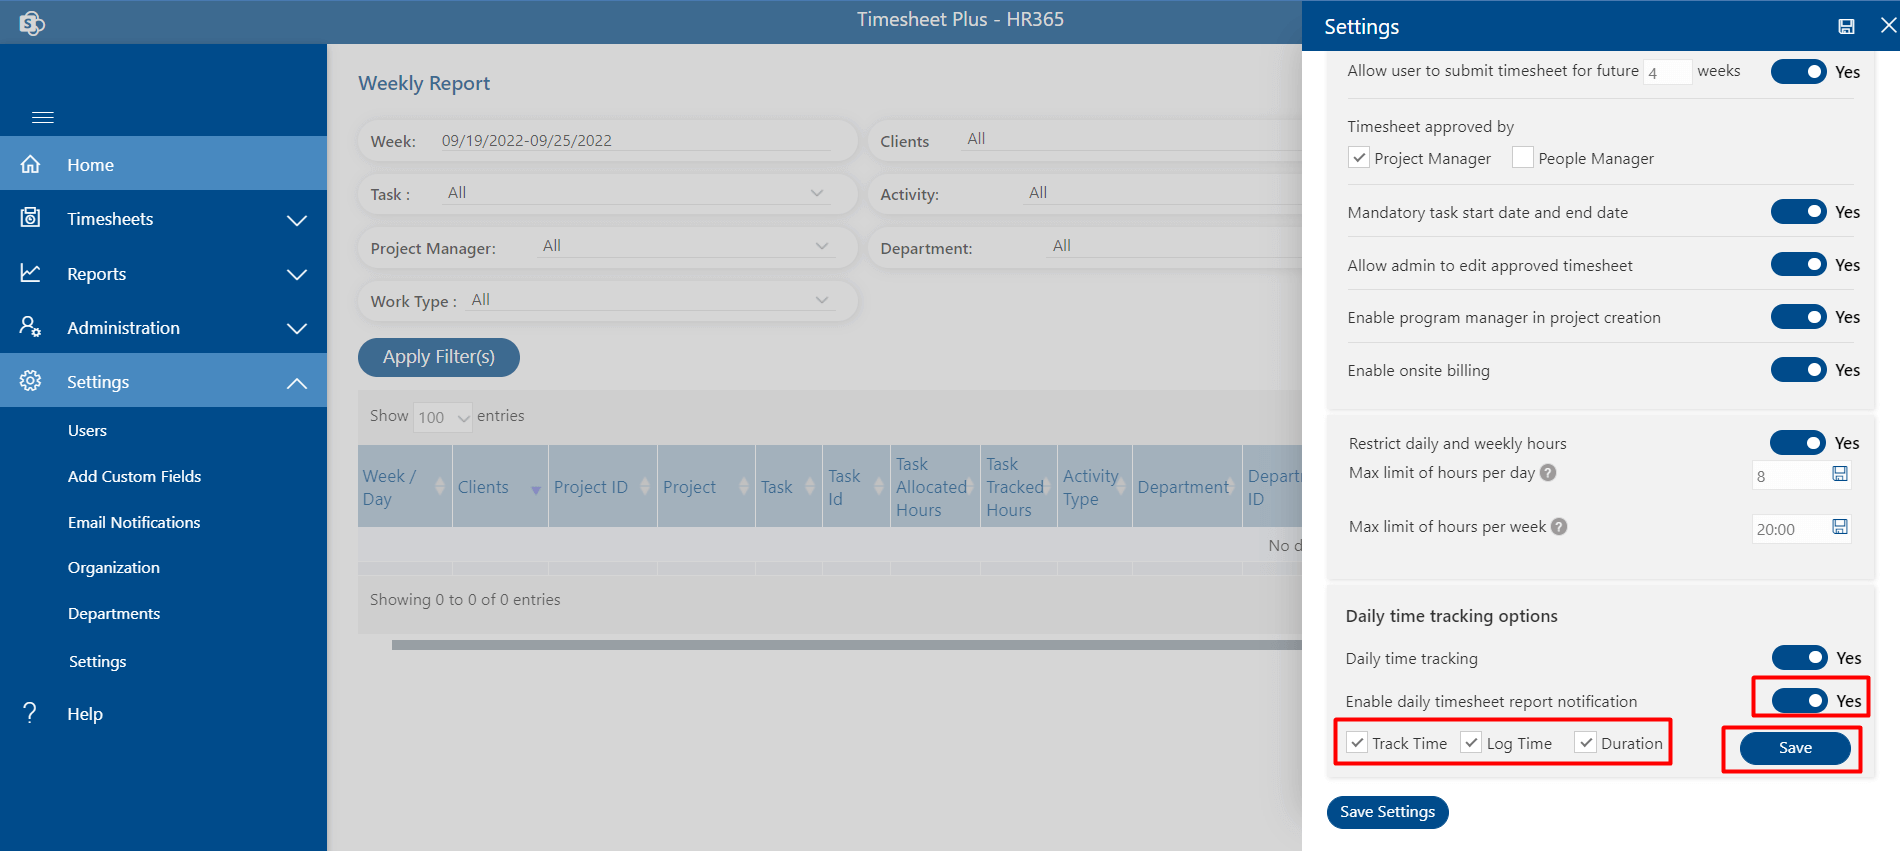 Timesheet Plus - HR365
Home
Timesheets
Reports
Administration
Settings
Users
Add Custom Fields
Email Notifications
Organization
Departments
Settings
Help
Weekly Report
Week: 09/19/2022-09/25/2022
Clients All
Task : All
Activity: All
Project Manager: All
Department: All
Work Type : All
Apply Filter(s)
Show 100 entries
Week / Day
Clients
Project ID
Project
Task
Task Id
Task Allocated Hours
Task Tracked Hours
Activity Type
Department
Departm ID
No d
Showing 0 to 0 of 0 entries
Settings
Allow user to submit timesheet for future 4 weeks Yes
Timesheet approved by
Project Manager People Manager
Mandatory task start date and end date Yes
Allow admin to edit approved timesheet Yes
Enable program manager in project creation Yes
Enable onsite billing Yes
Restrict daily and weekly hours Yes
Max limit of hours per day ? 8
Max limit of hours per week ? 20:00
Daily time tracking options
Daily time tracking Yes
Enable daily timesheet report notification Yes
Track Time Log Time Duration Save
Save Settings